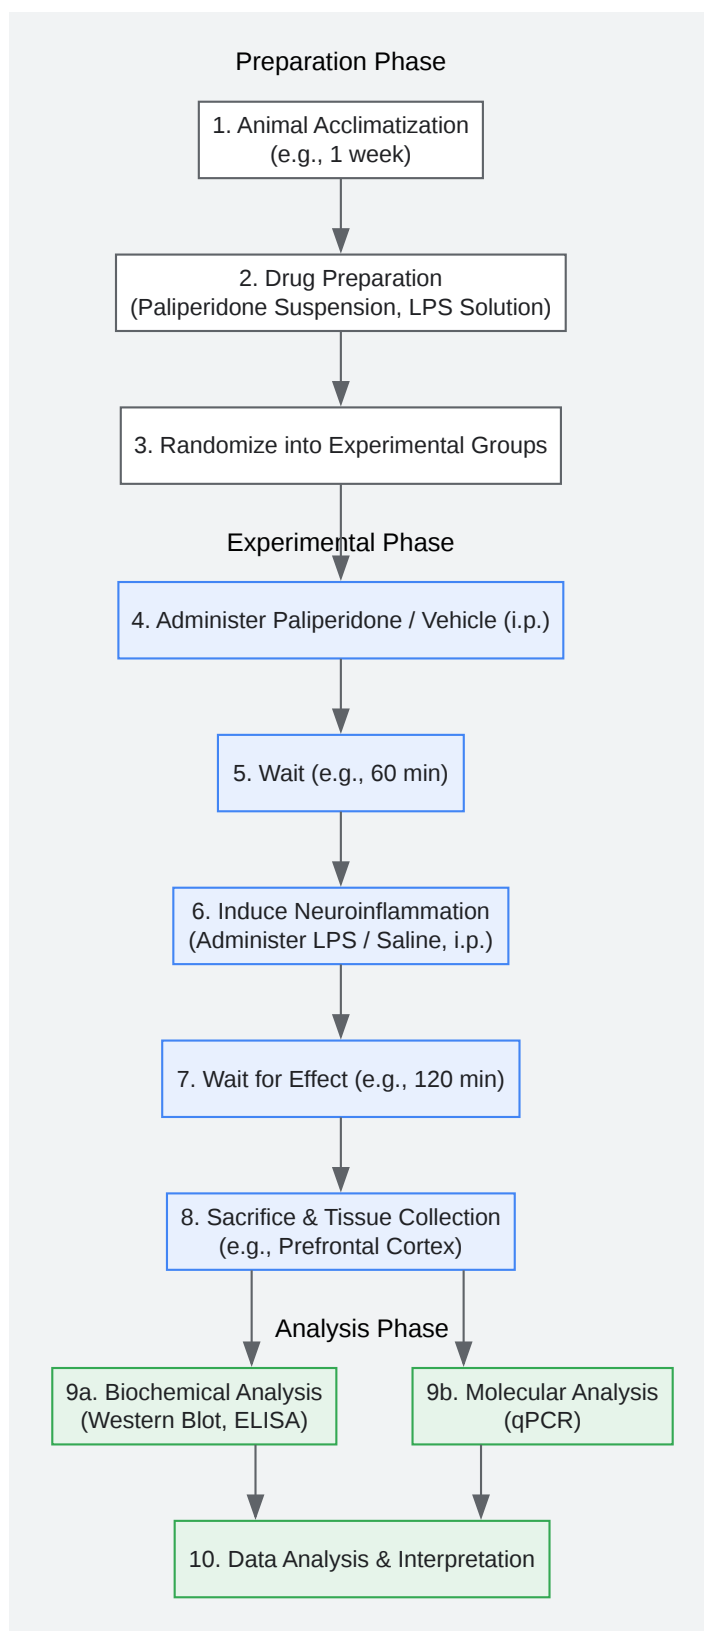 Preparation Phase
1. Animal Acclimatization
(e.g., 1 week)
2. Drug Preparation
(Paliperidone Suspension, LPS Solution)
3. Randomize into Experimental Groups
Experimental Phase
4. Administer Paliperidone / Vehicle (i.p.)
5. Wait (e.g., 60 min)
6. Induce Neuroinflammation
(Administer LPS / Saline, i.p.)
7. Wait for Effect (e.g., 120 min)
8. Sacrifice & Tissue Collection
(e.g., Prefrontal Cortex)
Analysis Phase
9a. Biochemical Analysis
(Western Blot, ELISA)
9b. Molecular Analysis
(qPCR)
10. Data Analysis & Interpretation